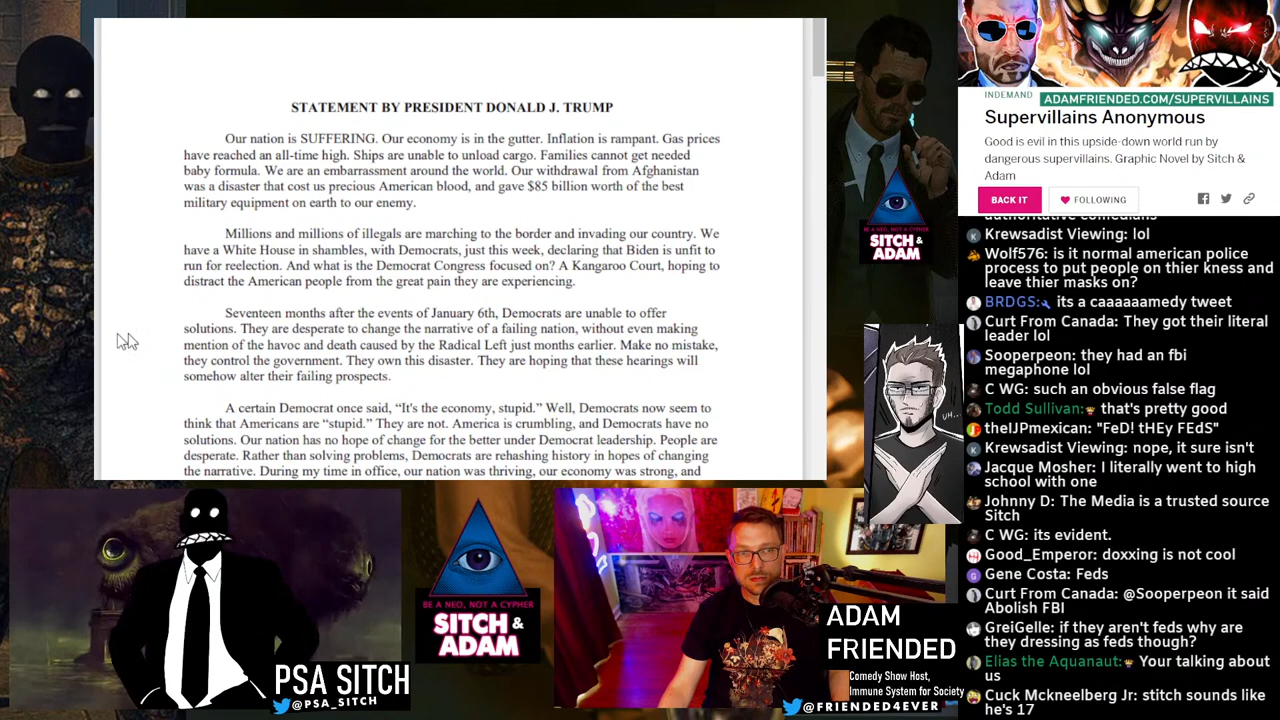 STATEMENT BY PRESIDENT DONALD J. TRUMP
Our nation is SUFFERING. Our economy is in the gutter. Inflation is rampant. Gas prices
have reached an all-time high. Ships are unable to unload cargo. Families cannot get needed
baby formula. We are an embarrassment around the world. Our withdrawal from Afghanistan
was a disaster that cost us precious American blood, and gave $85 billion worth of the best
military equipment on earth to our enemy.
Millions and millions of illegals are marching to the border and invading our country. We
have a White House in shambles, with Democrats, just this week, declaring that Biden is unfit to
run for reelection. And what is the Democrat Congress focused on? A Kangaroo Court, hoping to
distract the American people from the great pain they are experiencing.
Seventeen months after the events of January 6th, Democrats are unable to offer
solutions. They are desperate to change the narrative of a failing nation, without even making
mention of the havoc and death caused by the Radical Left just months earlier. Make no mistake,
they control the government. They own this disaster. They are hoping that these hearings will
somehow alter their failing prospects.
A certain Democrat once said, “It's the economy, stupid.” Well, Democrats now seem to
think that Americans are “stupid.” They are not. America is crumbling, and Democrats have no
solutions. Our nation has no hope of change for the better under Democrat leadership. People are
desperate. Rather than solving problems, Democrats are rehashing history in hopes of changing
the narrative. During my time in office, our nation was thriving, our economy was strong, and
BE A NEO, NOT A CYPHER
SITCH &
ADAM
UH...
INDEMAND
ADAMFRIENDED.COM/SUPERVILLAINS
Supervillains Anonymous
Good is evil in this upside-down world run by
dangerous supervillains. Graphic Novel by Sitch &
Adam
BACK IT
FOLLOWING
authoritative comedians
Krewsadist Viewing: lol
Wolf576: is it normal american police
process to put people on thier kness and
leave thier masks on?
BRDGS: its a caaaaaamedy tweet
Curt From Canada: They got their literal
leader lol
Sooperpeon: they had an fbi
megaphone lol
C WG: such an obvious false flag
Todd Sullivan: that's pretty good
theIJPmexican: "FeD! tHEy FEdS"
Krewsadist Viewing: nope, it sure isn't
Jacque Mosher: I literally went to high
school with one
Johnny D: The Media is a trusted source
Sitch
C WG: its evident.
Good_Emperor: doxxing is not cool
Gene Costa: Feds
Curt From Canada: @Sooperpeon it said
Abolish FBI
GreiGelle: if they aren't feds why are
they dressing as feds though?
Elias the Aquanaut: Your talking about
us
Cuck Mckneelberg Jr: stitch sounds like
he's 17
PSA SITCH
@PSA_SITCH
BE A NEO, NOT A CYPHER
SITCH &
ADAM
ADAM
FRIENDED
Comedy Show Host,
Immune System for Society
@FRIENDED4EVER